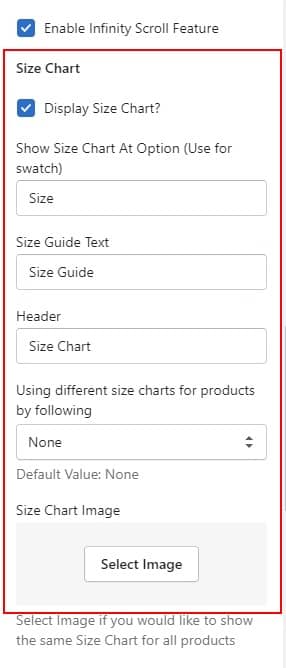 Enable Infinity Scroll Feature
Size Chart
Display Size Chart?
Show Size Chart At Option (Use for
swatch)
Size
Size Guide Text
Size Guide
Header
Size Chart
Using different size charts for products
by following
None
Default Value: None
Size Chart Image
Select Image
Select Image if you would like to show
the same Size Chart for all products